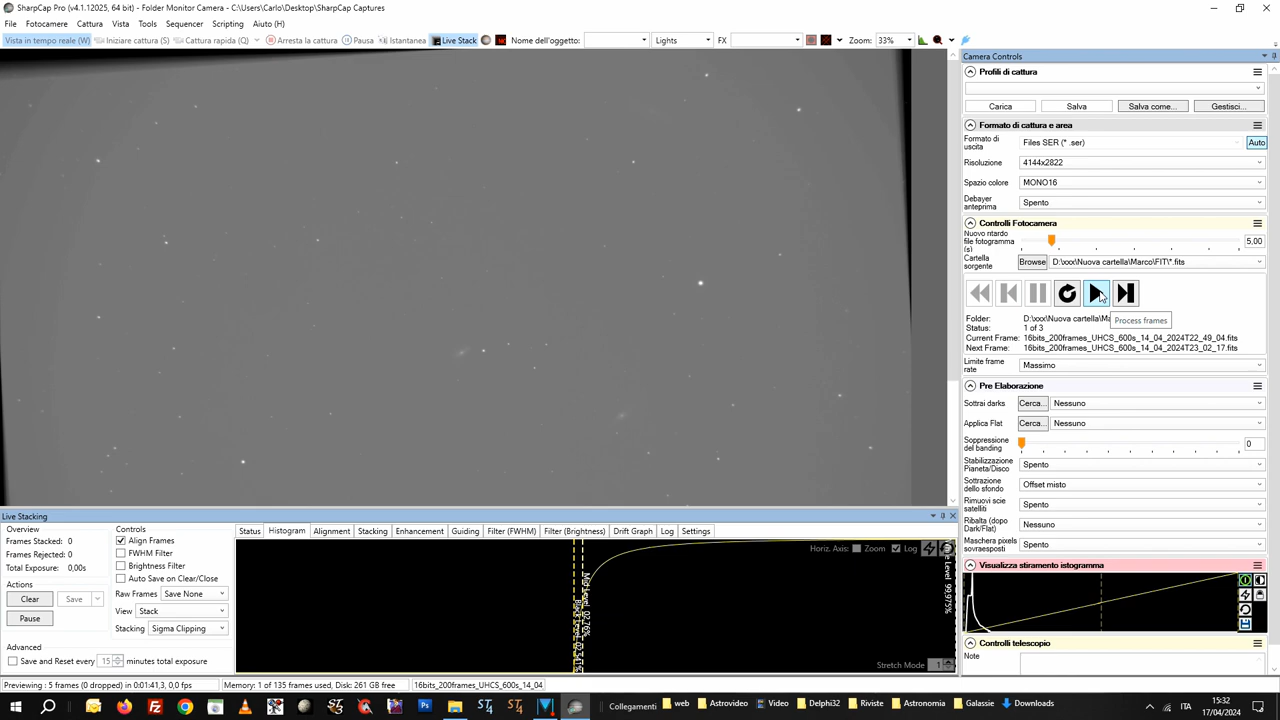 SharpCap Pro (v4.1.12025, 64 bit) - Folder Monitor Camera - C:\Users\Carlo\Desktop\SharpCap Captures
File Fotocamere Cattura Vista Tools Sequencer Scripting Aiuto (H)
Vista in tempo reale (W) Iniziare cattura (S) Cattura rapida (Q) Arresta la cattura Pausa Istantanea Live Stack Nome dell'oggetto: Lights FX Zoom: 33%
Camera Controls
Profili di cattura
Carica Salva Salva come... Gestisci...
Formato di cattura e area
Formato di uscita Files SER (* .ser) Auto
Risoluzione 4144x2822
Spazio colore MONO16
Debayer anteprima Spento
Controlli Fotocamera
Nuovo ritardo file fotogramma (s) 5.00
Cartella sorgente Browse D:\xxx\Nuova cartella\Marco\FIT\*.fits
Process frames
Folder: D:\xxx\Nuova cartella\Ma
Status: 1 of 3
Current Frame: 16bits_200frames_UHCS_600s_14_04_2024T22_49_04.fits
Next Frame: 16bits_200frames_UHCS_600s_14_04_2024T23_02_17.fits
Limite frame rate Massimo
Pre Elaborazione
Sottrai darks Cerca... Nessuno
Applica Flat Cerca... Nessuno
Soppressione del banding 0
Stabilizzazione Pianeta/Disco Spento
Sottrazione dello sfondo Offset misto
Rimuovi scie satelliti Spento
Ribalta (dopo Dark/Flat) Nessuno
Maschera pixels sovraesposti Spento
Visualizza stiramento istogramma
Controlli telescopio
Note
Live Stacking
Overview
Frames Stacked: 0
Frames Rejected: 0
Total Exposure: 0,00s
Actions
Clear Save
Pause
Controls
Align Frames
FWHM Filter
Brightness Filter
Auto Save on Clear/Close
Raw Frames Save None
View Stack
Stacking Sigma Clipping
Advanced
Save and Reset every 15 minutes total exposure
Status Histogram Alignment Stacking Enhancement Guiding Filter (FWHM) Filter (Brightness) Drift Graph Log Settings
Horiz. Axis: Zoom Log
Level 99,975%
Stretch Mode 1
Previewing : 5 frames (0 dropped) in 0:01:41,3, 0,0 fps Memory: 1 of 135 frames used, Disk: 261 GB free 16bits_200frames_UHCS_600s_14_04
Collegamenti web Astrovideo Video Delphi32 Riviste Astronomia Galassie Downloads
ITA
15:32
17/04/2024